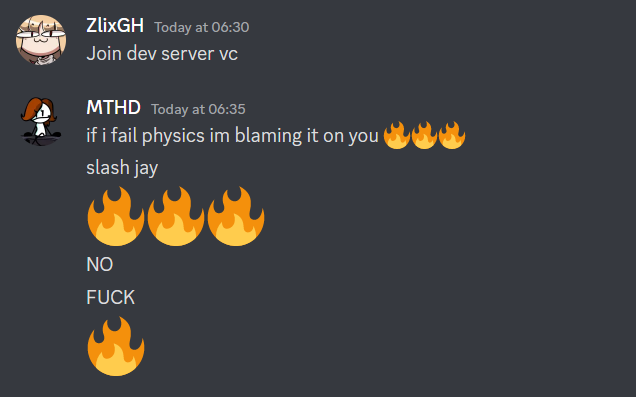 ZlixGH Today at 06:30
Join dev server vc
MTHD Today at 06:35
if i fail physics im blaming it on you 🔥🔥🔥
slash jay
🔥🔥🔥
NO
FUCK
🔥